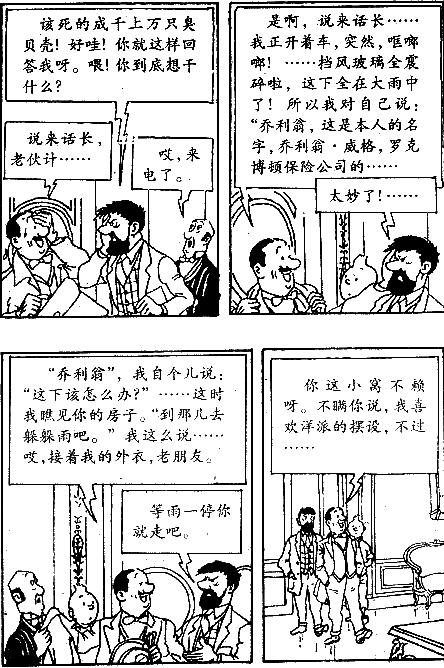 该死的成千上万只臭
贝壳！好哇！你就这样回
答我呀。喂！你到底想干
什么？
说来话长，
老伙计……
哎，来
电了。
是啊，说来话长……
我正开着车，突然，哐啷
啷！……挡风玻璃全震
碎啦，这下全在大雨中
了！所以我对自己说：
“乔利翁，这是本人的名
字，乔利翁·威格，罗克
博顿保险公司的……
太妙了！……
“乔利翁”，我自个儿说：
“这下该怎么办？”……这时
我瞧见你的房子。“到那儿去
躲躲雨吧。”我这么说……
哎，接着我的外衣，老朋友。
等雨一停你
就走吧。
你这小窝不赖
呀。不瞒你说，我喜
欢洋派的摆设，不过
……